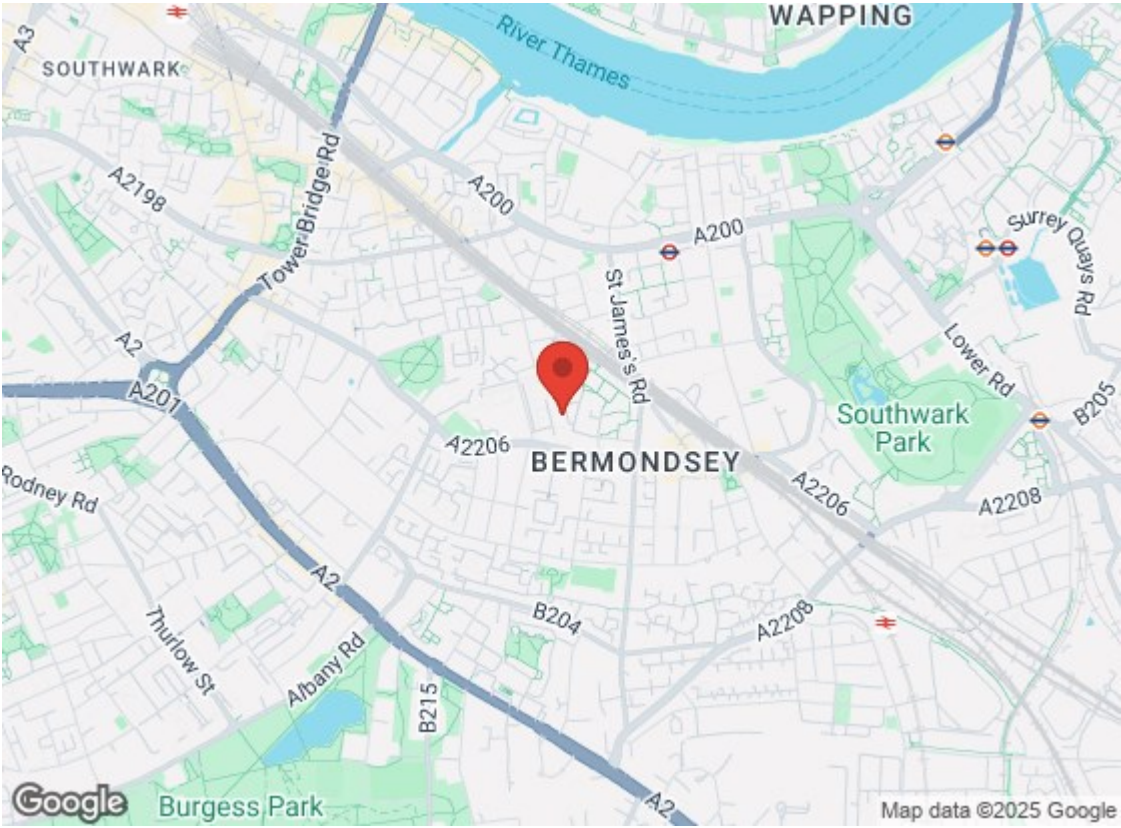 WAPPING
A3
SOUTHWARK
River Thames
A2198
Tower Bridge Rd
A200
A200
Surrey Quays Rd
St James's Rd
A2
A201
Lower Rd
B205
Southwark
Park
A2206
BERMONDSEY
A2206
Rodney Rd
A2208
A2
B204
A2208
Thurlow St
Albany Rd
B215
A2
Google
Burgess Park
Map data ©2025 Google